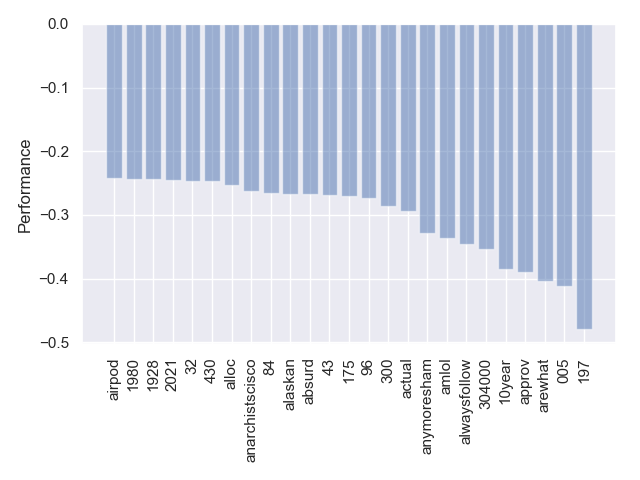 0.0
−0.1
−0.2
−0.3
−0.4
−0.5
Performance
airpod
1980
1928
2021
32
430
alloc
anarchistscisco
84
alaskan
absurd
43
175
96
300
actual
anymoresham
amlol
alwaysfollow
304000
10year
approv
arewhat
005
197